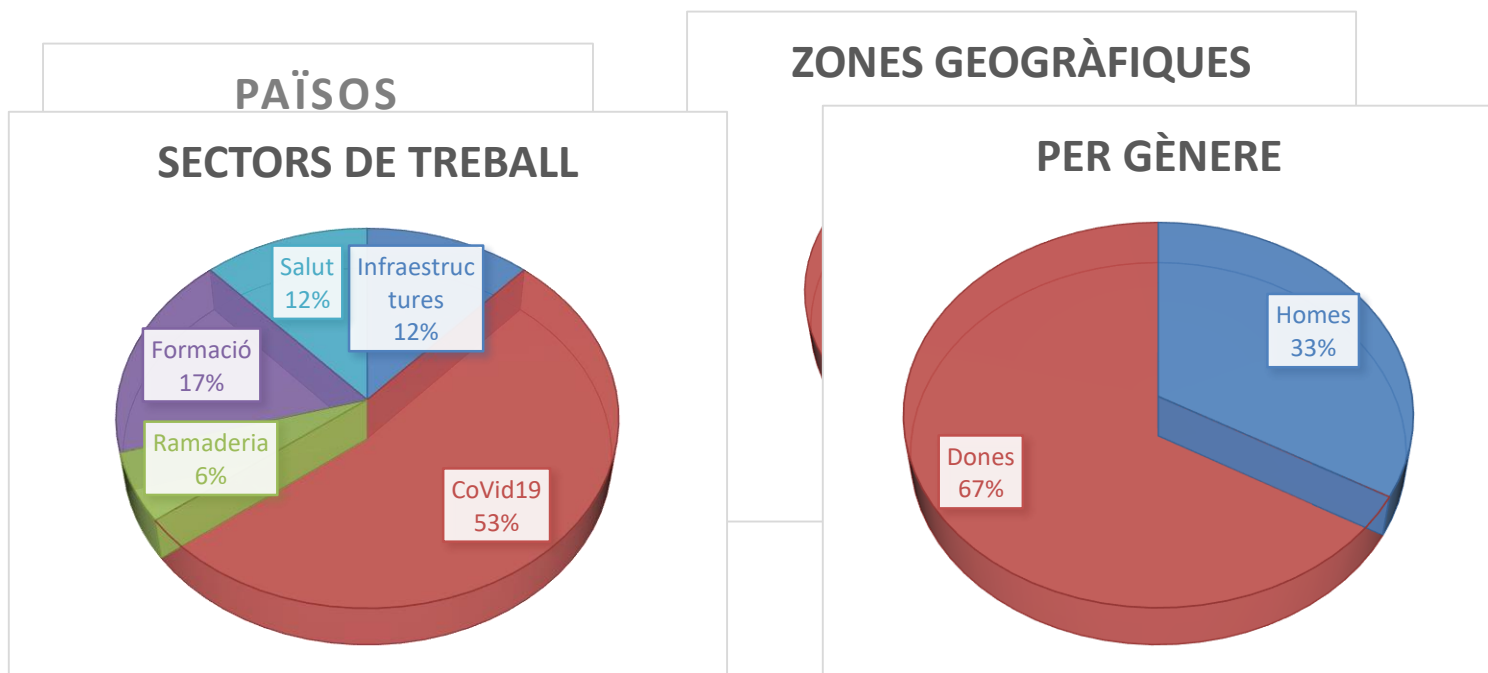 PAÏSOS
ZONES GEOGRÀFIQUES
SECTORS DE TREBALL
Salut
12%
Infraestruc
tures
12%
Formació
17%
Ramaderia
6%
CoVid19
53%
PER GÈNERE
Homes
33%
Dones
67%